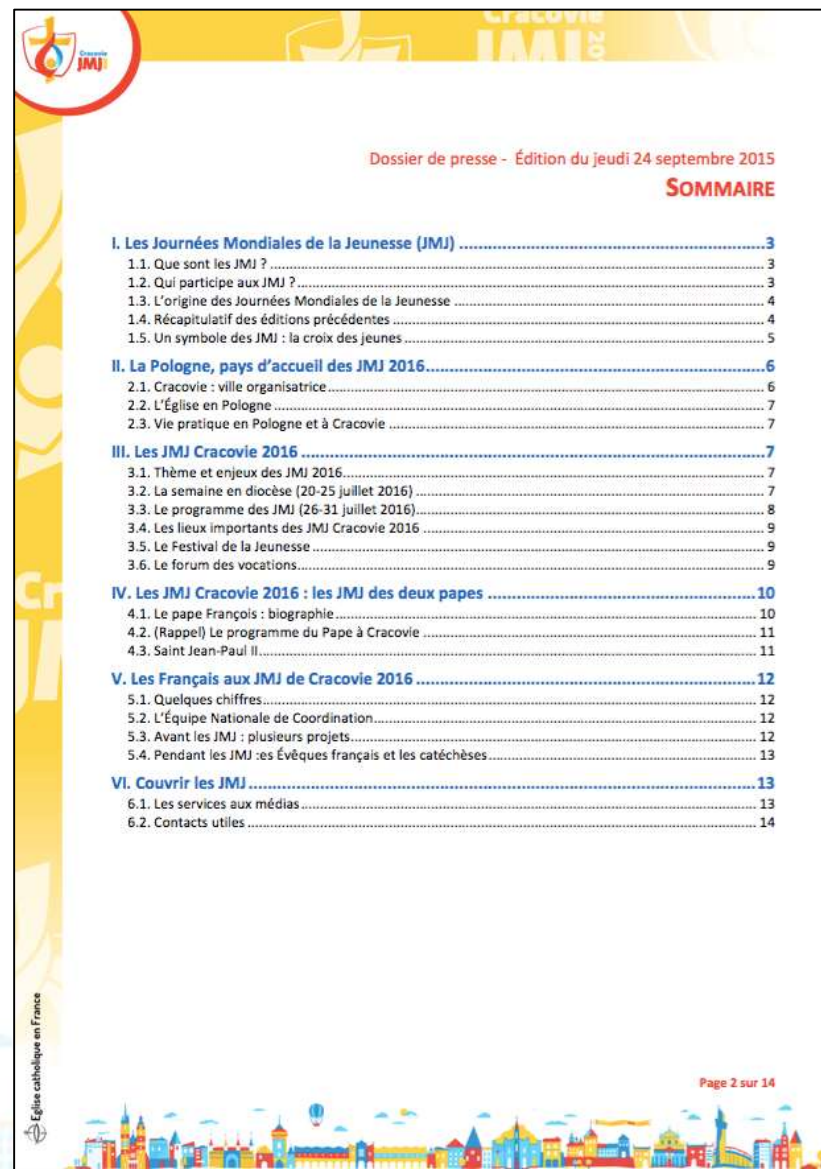 Cracovie
JMJ
Cracovie
JMJ 20
Dossier de presse - Édition du jeudi 24 septembre 2015
SOMMAIRE
I. Les Journées Mondiales de la Jeunesse (JMJ) ....................3
1.1. Que sont les JMJ ? .................... 3
1.2. Qui participe aux JMJ ? .................... 3
1.3. L'origine des Journées Mondiales de la Jeunesse .................... 4
1.4. Récapitulatif des éditions précédentes .................... 4
1.5. Un symbole des JMJ : la croix des jeunes .................... 5
II. La Pologne, pays d'accueil des JMJ 2016....................6
2.1. Cracovie : ville organisatrice.................... 6
2.2. L'Église en Pologne .................... 7
2.3. Vie pratique en Pologne et à Cracovie .................... 7
III. Les JMJ Cracovie 2016 ....................7
3.1. Thème et enjeux des JMJ 2016.................... 7
3.2. La semaine en diocèse (20-25 juillet 2016) .................... 7
3.3. Le programme des JMJ (26-31 juillet 2016).................... 8
3.4. Les lieux importants des JMJ Cracovie 2016 .................... 9
3.5. Le Festival de la Jeunesse .................... 9
3.6. Le forum des vocations.................... 9
IV. Les JMJ Cracovie 2016 : les JMJ des deux papes ....................10
4.1. Le pape François : biographie .................... 10
4.2. (Rappel) Le programme du Pape à Cracovie .................... 11
4.3. Saint Jean-Paul II.................... 11
V. Les Français aux JMJ de Cracovie 2016 ....................12
5.1. Quelques chiffres.................... 12
5.2. L'Équipe Nationale de Coordination.................... 12
5.3. Avant les JMJ : plusieurs projets.................... 12
5.4. Pendant les JMJ :es Évêques français et les catéchèses.................... 13
VI. Couvrir les JMJ ....................13
6.1. Les services aux médias.................... 13
6.2. Contacts utiles .................... 14
Cr
JM
Eglise catholique en France
Page 2 sur 14